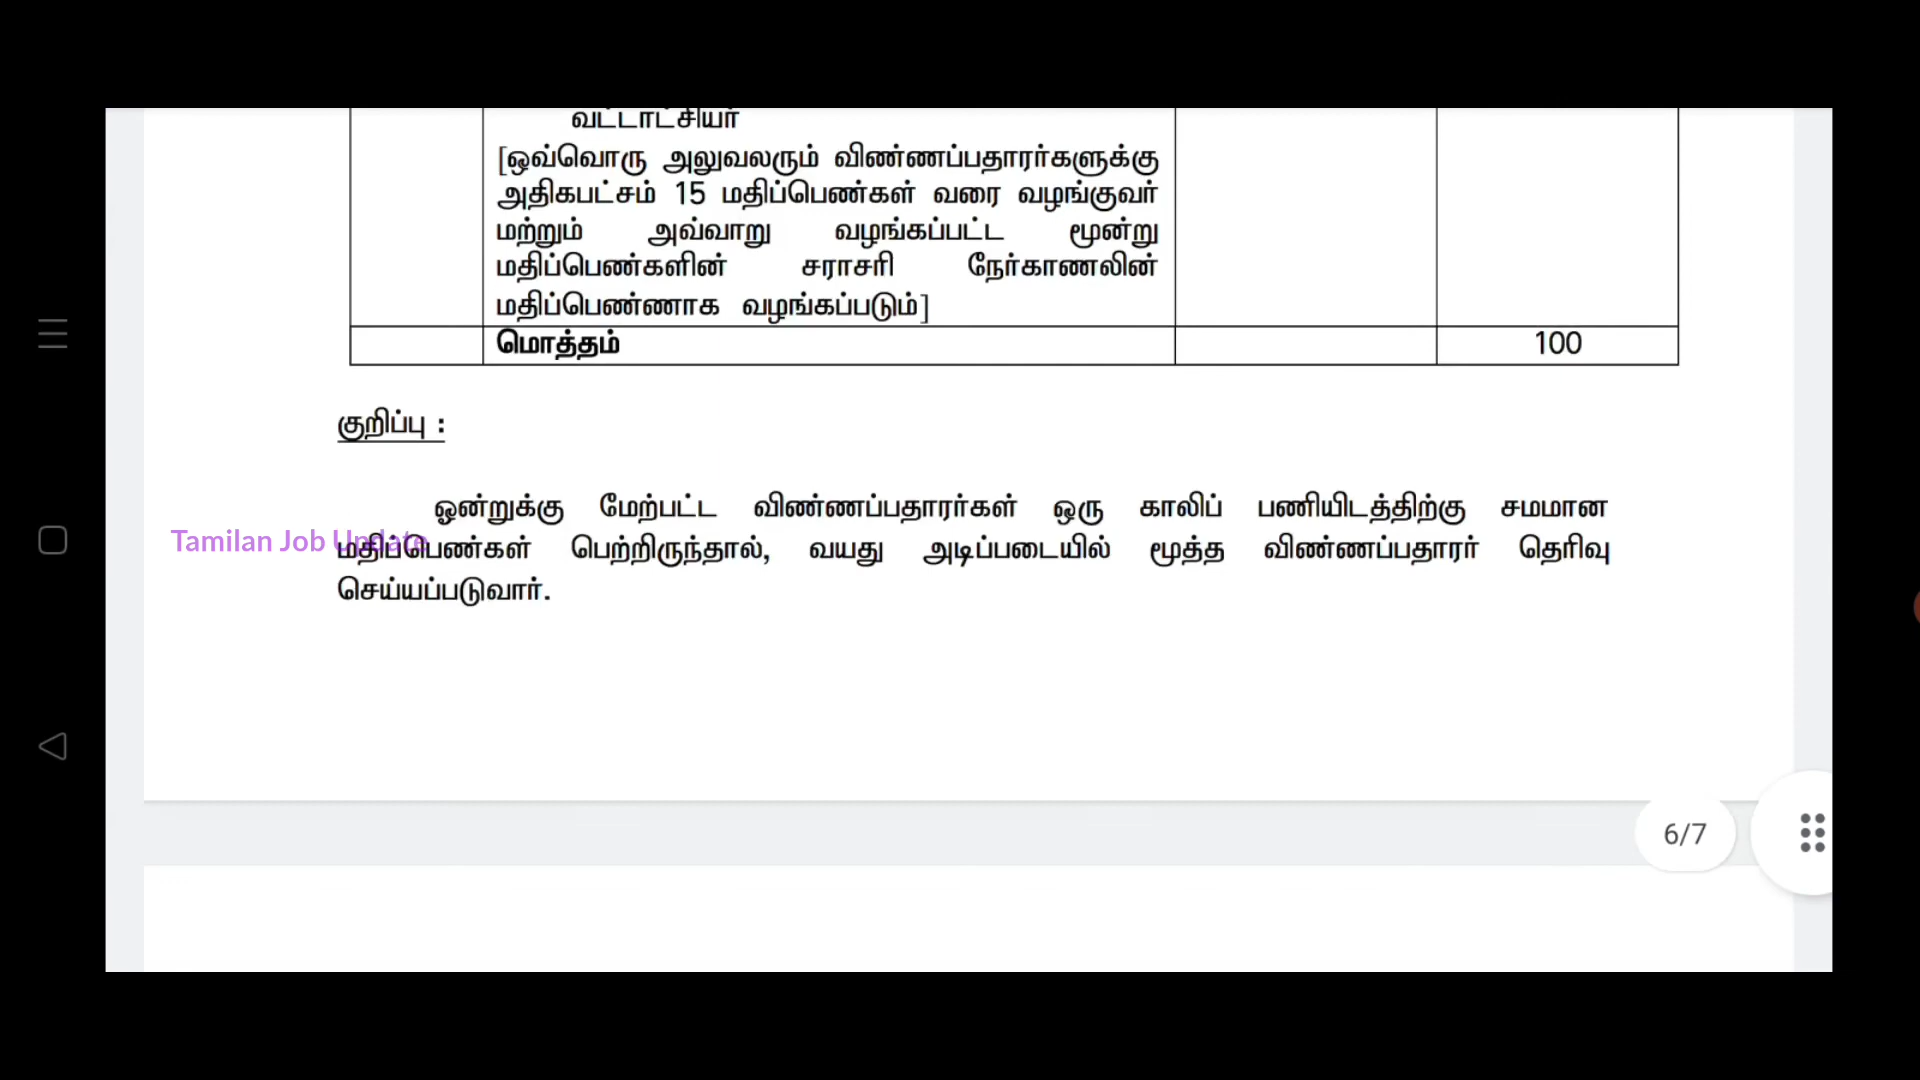 வட்டாட்சியர்
[ஒவ்வொரு அலுவலரும் விண்ணப்பதாரர்களுக்கு
அதிகபட்சம் 15 மதிப்பெண்கள் வரை வழங்குவர்
மற்றும் அவ்வாறு வழங்கப்பட்ட மூன்று
மதிப்பெண்களின் சராசரி நேர்காணலின்
மதிப்பெண்ணாக வழங்கப்படும்]
மொத்தம் 100
குறிப்பு :
ஓன்றுக்கு மேற்பட்ட விண்ணப்பதாரர்கள் ஒரு காலிப் பணியிடத்திற்கு சமமான
Tamilan Job Update
மதிப்பெண்கள் பெற்றிருந்தால், வயது அடிப்படையில் மூத்த விண்ணப்பதாரர் தெரிவு
செய்யப்படுவார்.
6/7